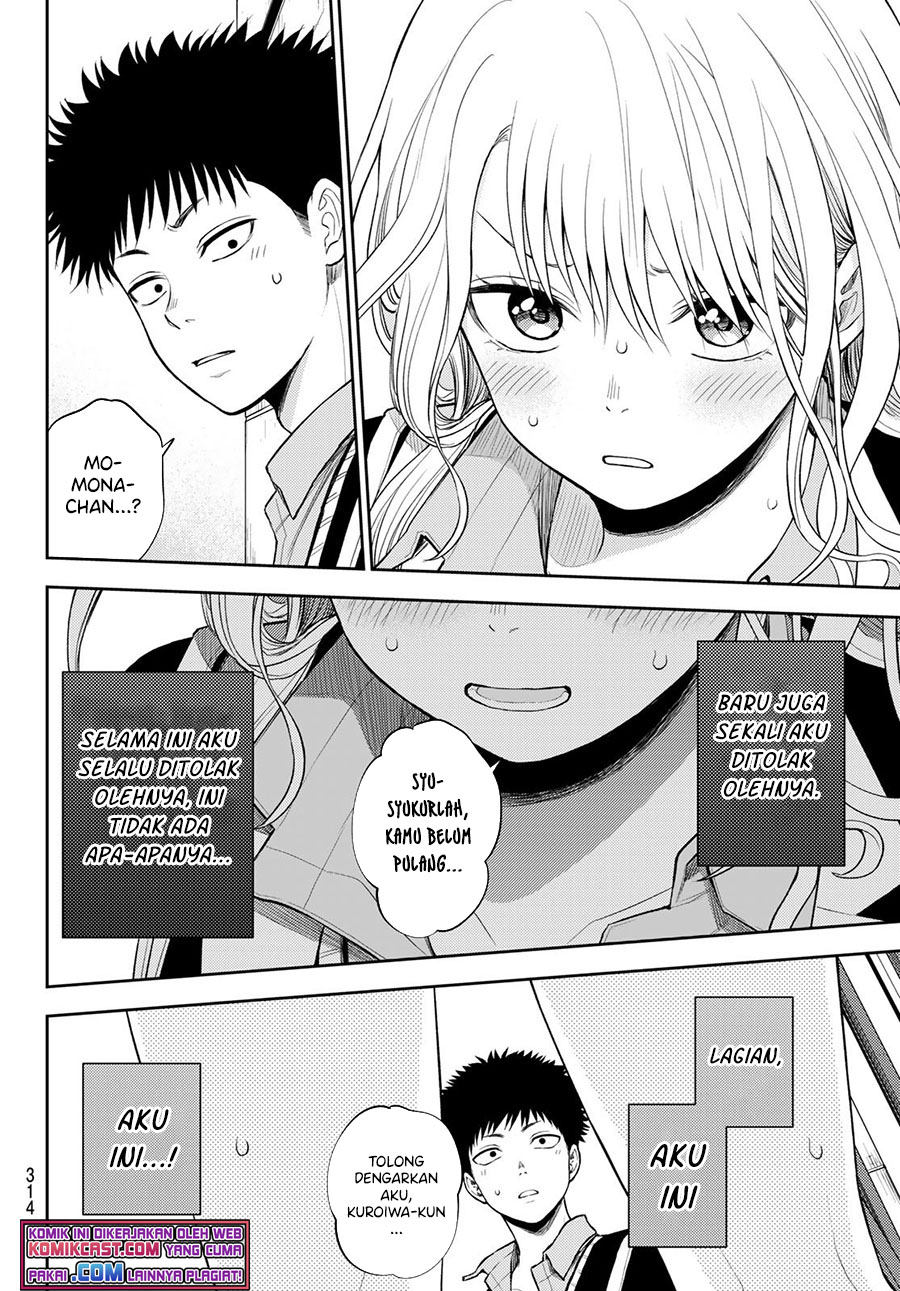 MO-
MONA-
CHAN...?
BARU JUGA
SEKALI AKU
DITOLAK
OLEHNYA.
SYU-
SYUKURLAH,
KAMU BELUM
PULANG...
SELAMA INI AKU
SELALU DITOLAK
OLEHNYA, INI
TIDAK ADA
APA-APANYA...
LAGIAN,
AKU
INI
TOLONG
DENGARKAN
AKU,
KUROIWA-KUN
...
AKU
INI...!
314
KOMIK INI DIKERJAKAN OLEH WEB
KOMIKCAST.COM YANG CUMA
PAKAI .COM LAINNYA PLAGIAT!